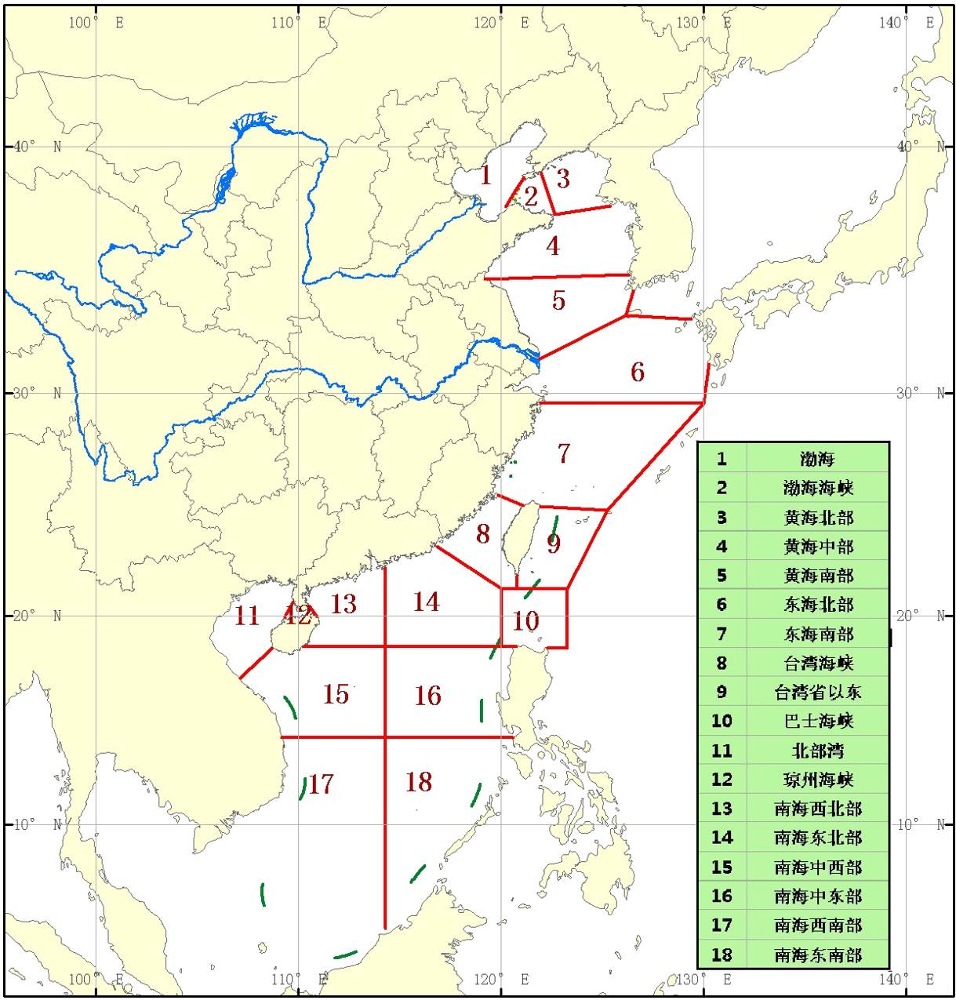 100° E 110° E 120° E 130° E 140° E
40° N 40° N
1
3
2
4
5
6
30° N 30° N
7
8
9
11
12
13
14
10
20° N 20° N
15
16
17
18
10° N 10° N
1 渤海
2 渤海海峡
3 黄海北部
4 黄海中部
5 黄海南部
6 东海北部
7 东海南部
8 台湾海峡
9 台湾省以东
10 巴士海峡
11 北部湾
12 琼州海峡
13 南海西北部
14 南海东北部
15 南海中西部
16 南海中东部
17 南海西南部
18 南海东南部
100° E 110° E 120° E 130° E 140° E